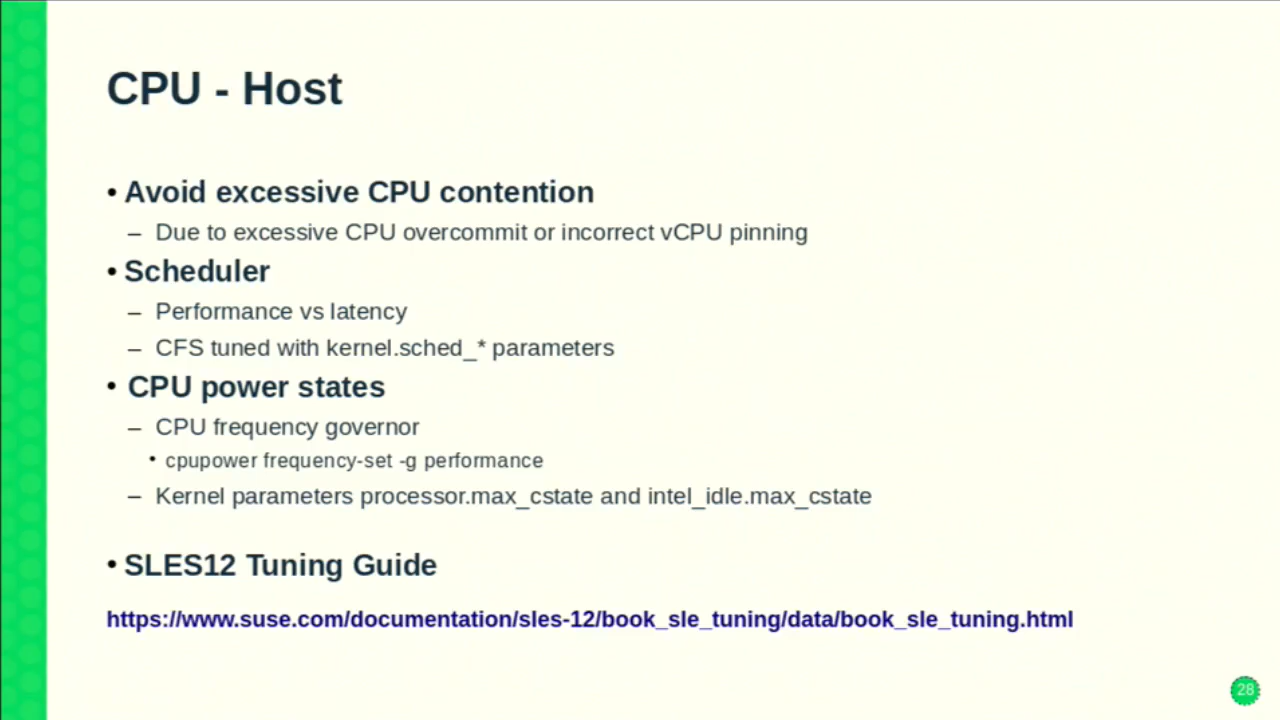 CPU - Host
• Avoid excessive CPU contention
– Due to excessive CPU overcommit or incorrect vCPU pinning
• Scheduler
– Performance vs latency
– CFS tuned with kernel.sched_* parameters
• CPU power states
– CPU frequency governor
• cpupower frequency-set -g performance
– Kernel parameters processor.max_cstate and intel_idle.max_cstate
• SLES12 Tuning Guide
https://www.suse.com/documentation/sles-12/book_sle_tuning/data/book_sle_tuning.html
28